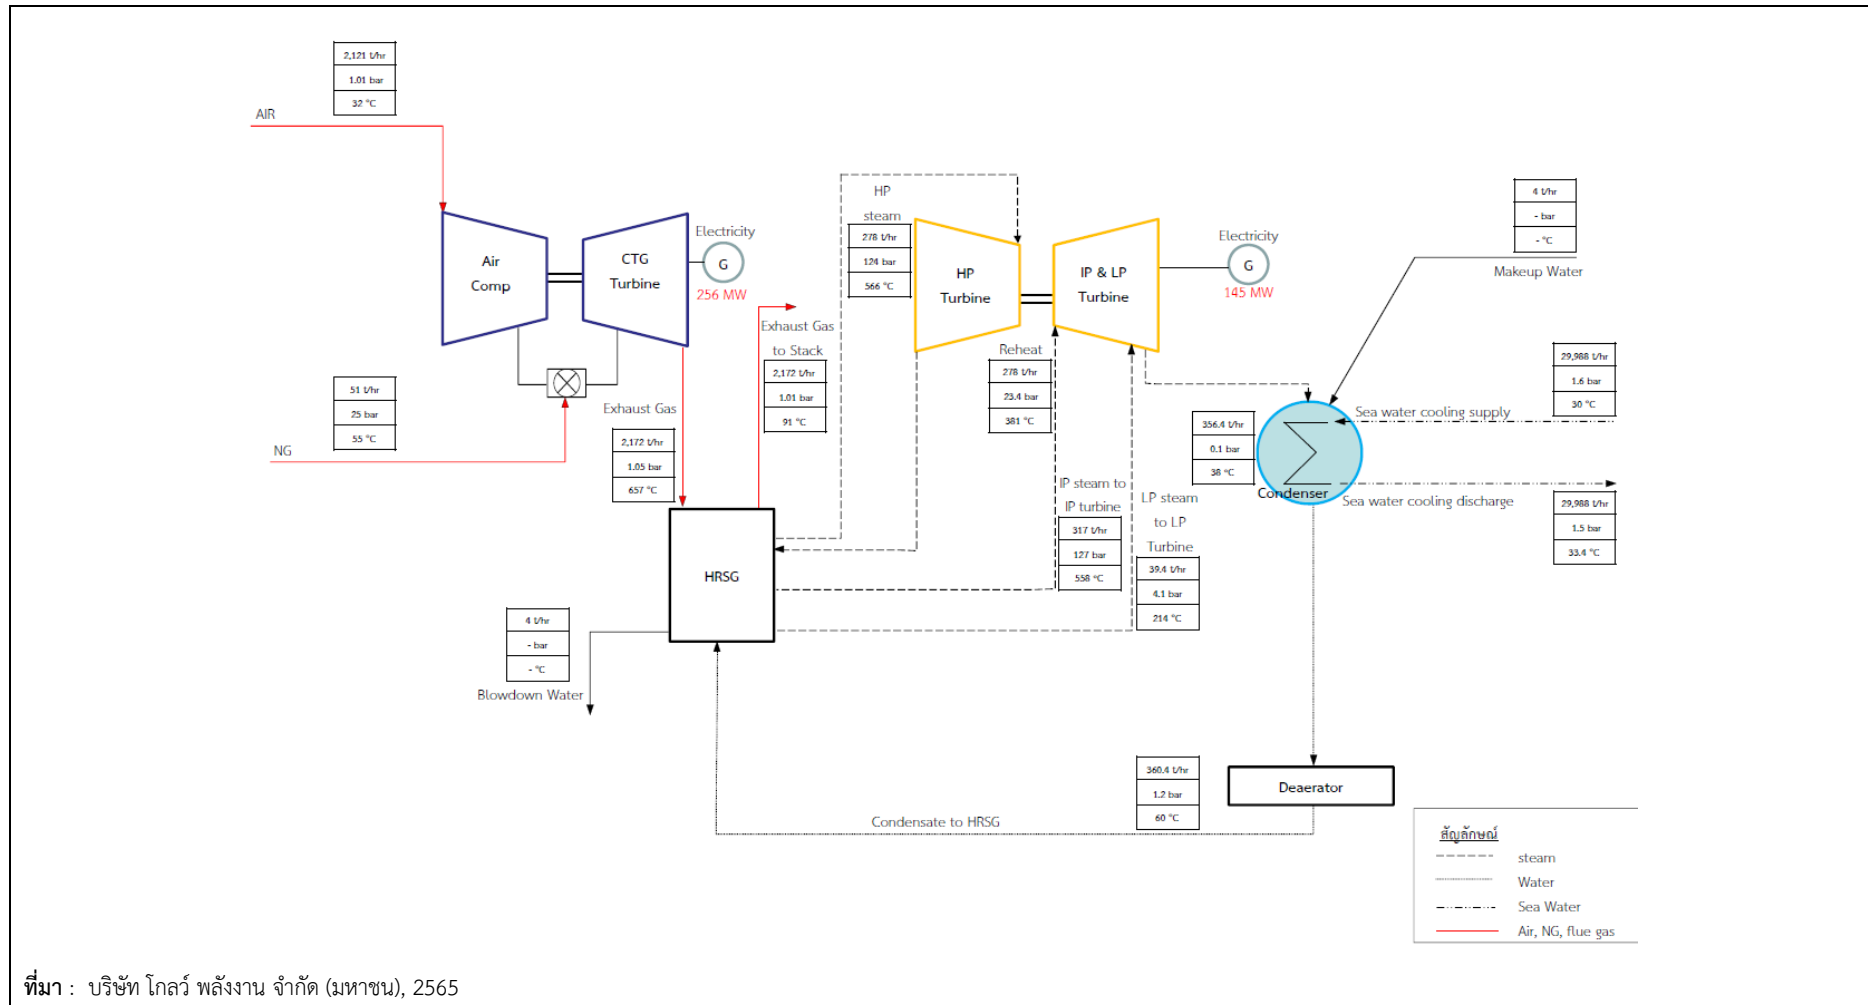 2,121 t/hr
1.01 bar
32 °C
AIR
Air
Comp
CTG
Turbine
Electricity
G
256 MW
51 t/hr
25 bar
55 °C
NG
Exhaust Gas
2,172 t/hr
1.05 bar
657 °C
Exhaust Gas
to Stack
2,172 t/hr
1.01 bar
91 °C
HP
steam
278 t/hr
124 bar
566 °C
HP
Turbine
IP & LP
Turbine
Electricity
G
145 MW
Reheat
278 t/hr
23.4 bar
381 °C
IP steam to
IP turbine
317 t/hr
127 bar
558 °C
LP steam
to LP
Turbine
39.4 t/hr
4.1 bar
214 °C
4 t/hr
- bar
- °C
Makeup Water
29,988 t/hr
1.6 bar
30 °C
Sea water cooling supply
356.4 t/hr
0.1 bar
38 °C
Condenser
Sea water cooling discharge
29,988 t/hr
1.5 bar
33.4 °C
HRSG
4 t/hr
- bar
- °C
Blowdown Water
360.4 t/hr
1.2 bar
60 °C
Deaerator
Condensate to HRSG
สัญลักษณ์
steam
Water
Sea Water
Air, NG, flue gas
ที่มา : บริษัท โกลว์ พลังงาน จำกัด (มหาชน), 2565